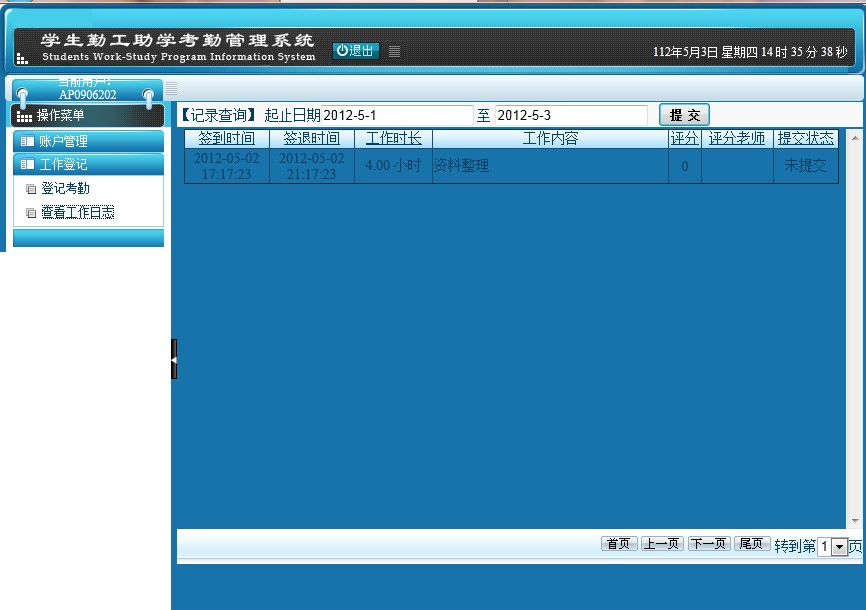 学生勤工助学考勤管理系统
Students Work-Study Program Information System
退出
112年5月3日 星期四 14 时 35 分 38 秒
当前用户：
AP0906202
操作菜单
账户管理
工作登记
登记考勤
查看工作日志
【记录查询】 起止日期 2012-5-1 至 2012-5-3 提 交
签到时间 签退时间 工作时长 工作内容 评分 评分老师 提交状态
2012-05-02 17:17:23 2012-05-02 21:17:23 4.00 小时 资料整理 0 未提交
首页 上一页 下一页 尾页 转到第 1 页